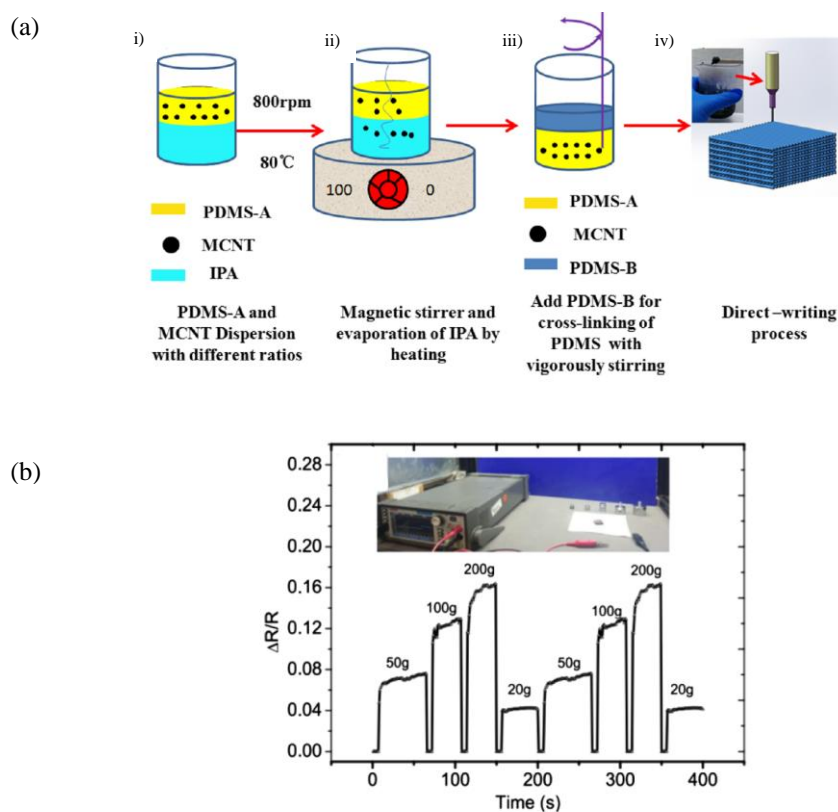 (a)
i)
ii)
iii)
iv)
800rpm
80℃
100
0
PDMS-A
MCNT
IPA
PDMS-A
MCNT
PDMS-B
PDMS-A and
MCNT Dispersion
with different ratios
Magnetic stirrer and
evaporation of IPA by
heating
Add PDMS-B for
cross-linking of
PDMS with
vigorously stirring
Direct –writing
process
(b)
0.28
0.24
0.20
0.16
0.12
0.08
0.04
0.00
ΔR/R
50g
100g
200g
20g
50g
100g
200g
20g
0
100
200
300
400
Time (s)